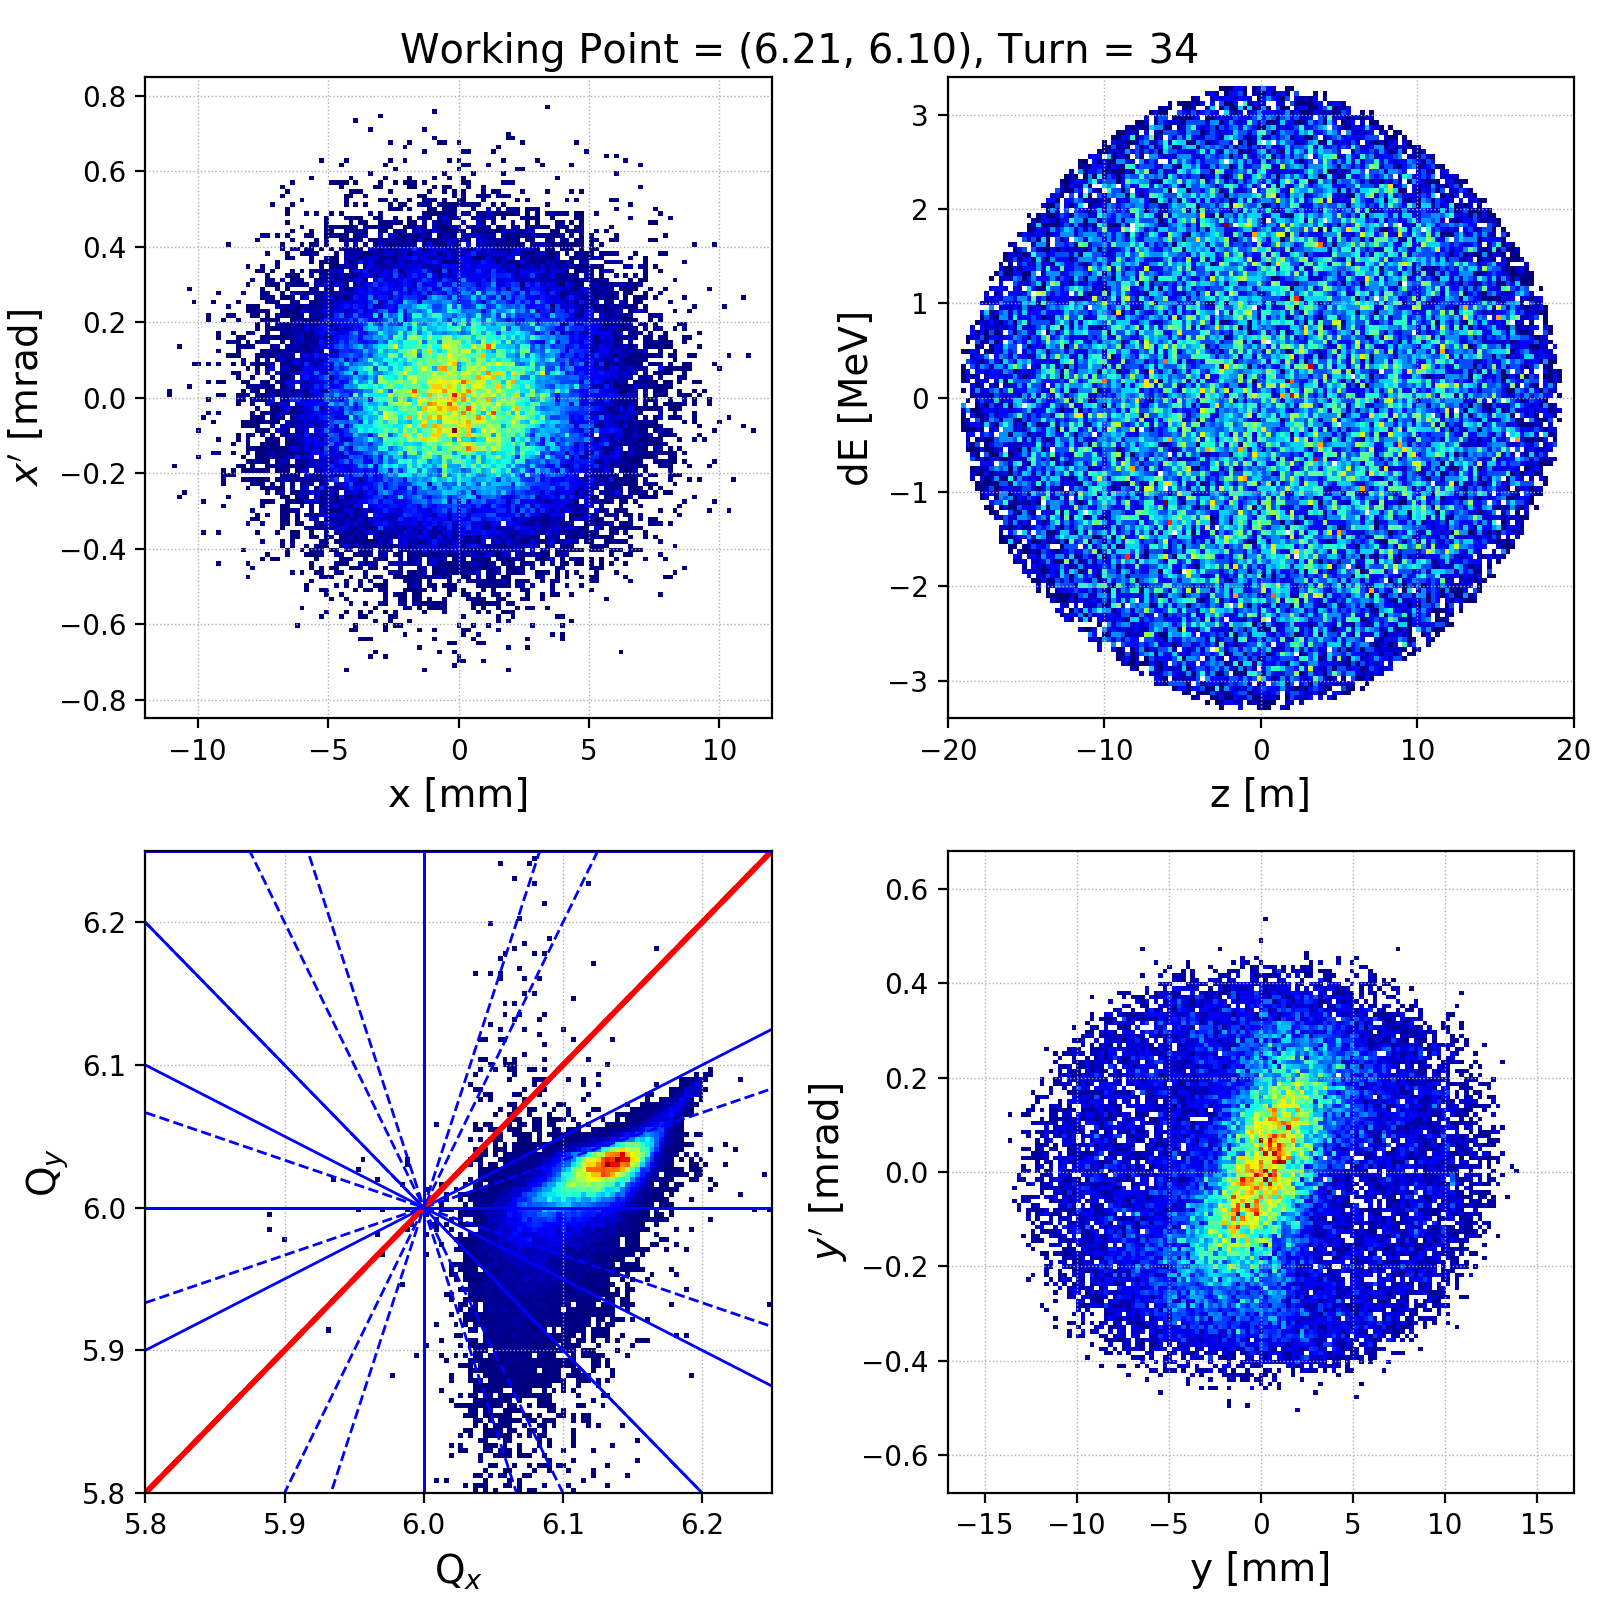 Working Point = (6.21, 6.10), Turn = 34
0.8
0.6
0.4
0.2
0.0
−0.2
−0.4
−0.6
−0.8
x′ [mrad]
−10 −5 0 5 10
x [mm]
3
2
1
0
−1
−2
−3
dE [MeV]
−20 −10 0 10 20
z [m]
6.2
6.1
6.0
5.9
5.8
Qy
5.8 5.9 6.0 6.1 6.2
Qx
0.6
0.4
0.2
0.0
−0.2
−0.4
−0.6
y′ [mrad]
−15 −10 −5 0 5 10 15
y [mm]